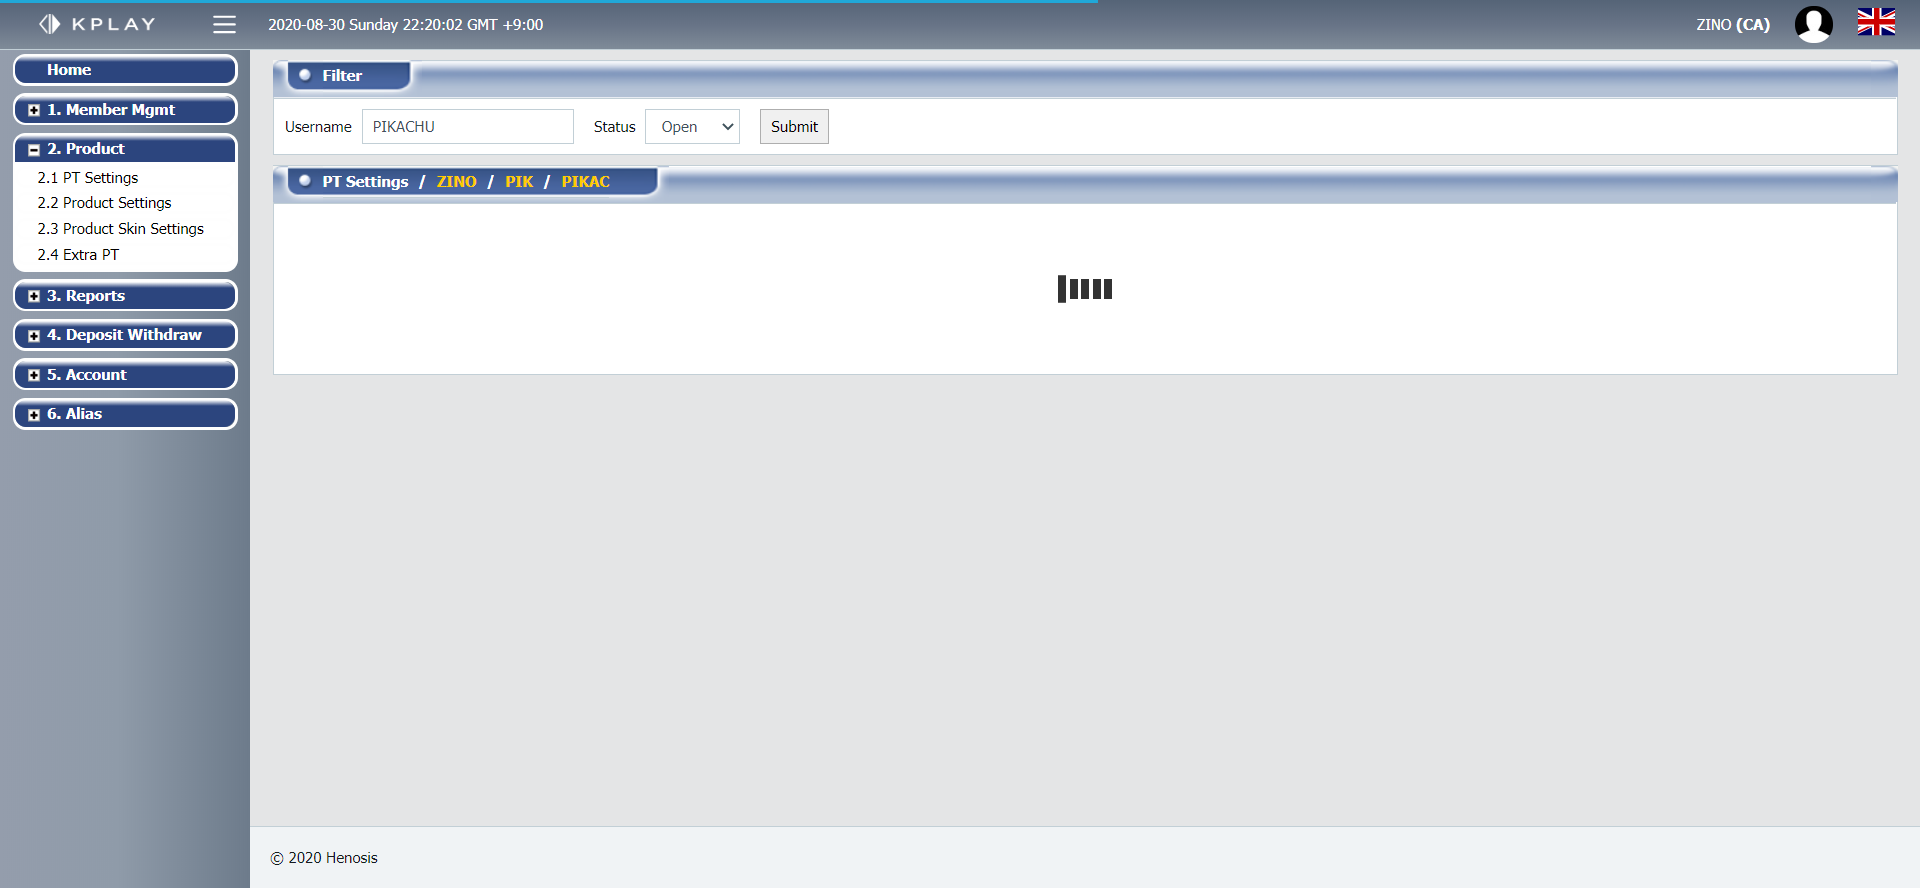 KPLAY
2020-08-30 Sunday 22:20:02 GMT +9:00
ZINO (CA)
Home
1. Member Mgmt
2. Product
2.1 PT Settings
2.2 Product Settings
2.3 Product Skin Settings
2.4 Extra PT
3. Reports
4. Deposit Withdraw
5. Account
6. Alias
Filter
Username PIKACHU Status Open Submit
PT Settings / ZINO / PIK / PIKAC
© 2020 Henosis